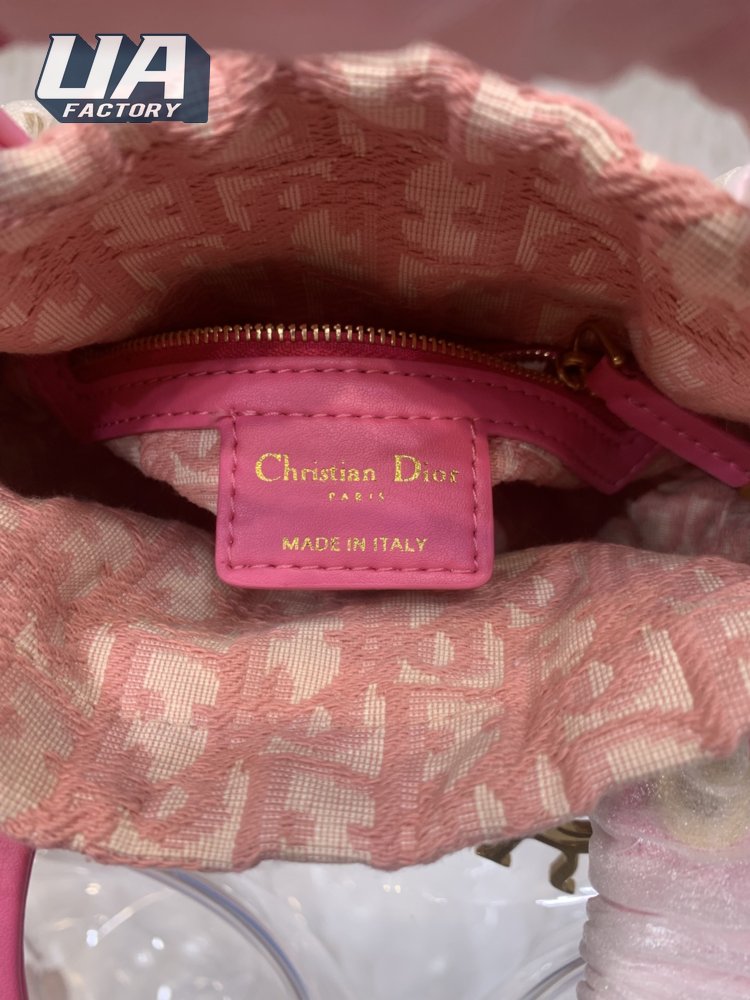 UA
FACTORY
Christian Dior
PARIS
MADE IN ITALY